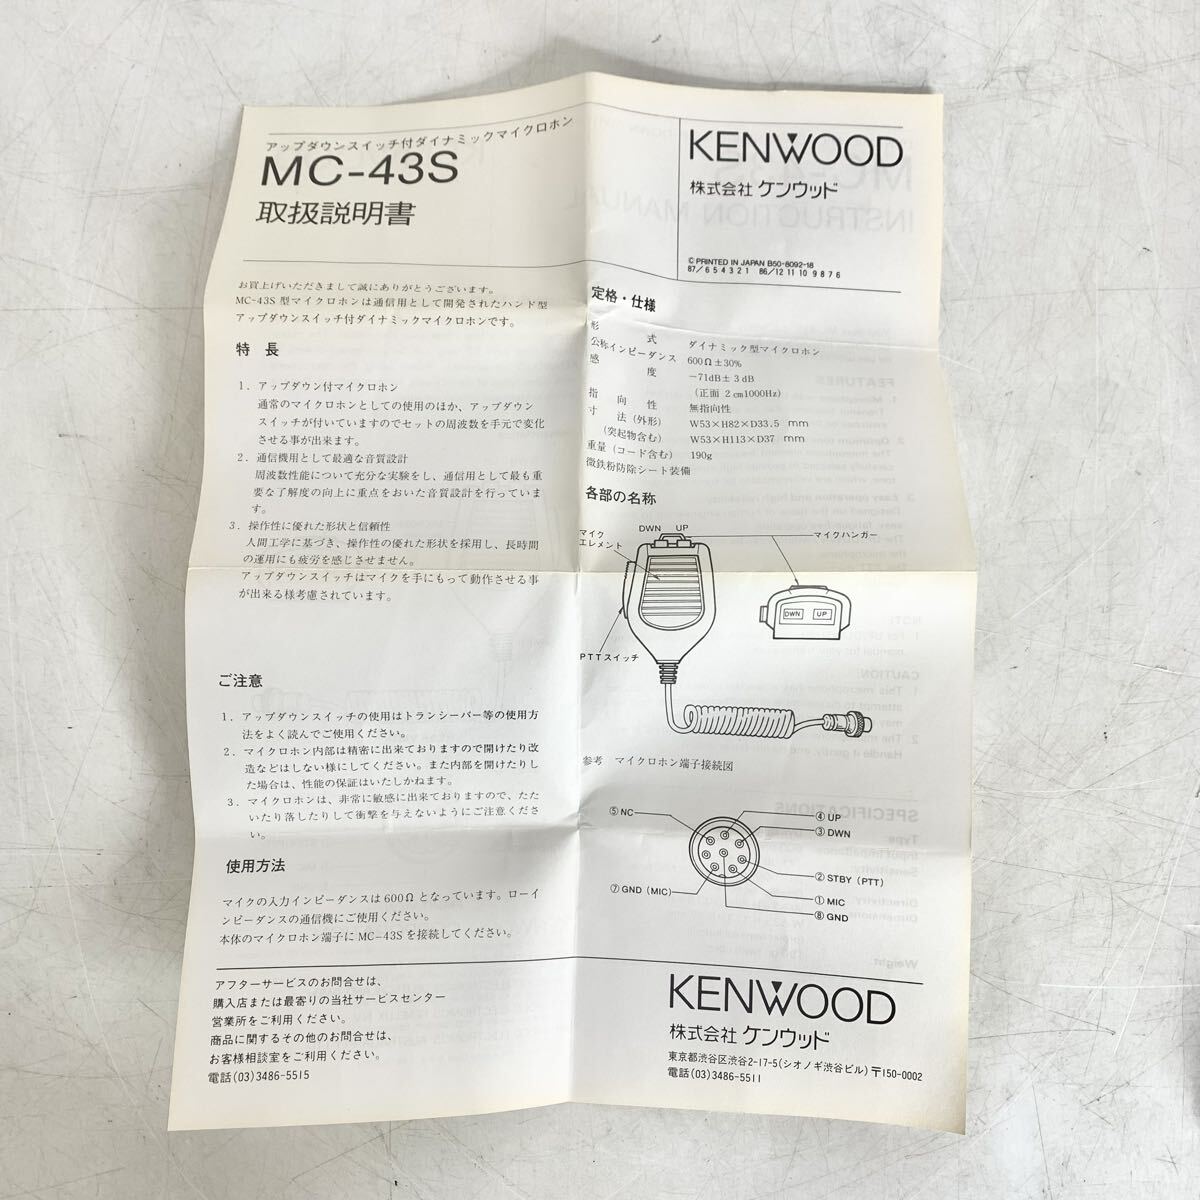 アップダウンスイッチ付ダイナミックマイクロホン
MC-43S
取扱説明書
KENWOOD
株式会社 ケンウッド
© PRINTED IN JAPAN B50-8092-18
87/6 5 4 3 2 1 86/12 11 10 9 8 7 6
お買上げいただきまして誠にありがとうございます。
MC-43S 型マイクロホンは通信用として開発されたハンド型
アップダウンスイッチ付ダイナミックマイクロホンです。
特 長
1. アップダウン付マイクロホン
通常のマイクロホンとしての使用のほか、アップダウン
スイッチが付いていますのでセットの周波数を手元で変化
させる事が出来ます。
2. 通信機用として最適な音質設計
周波数性能について充分な実験をし、通信用として最も重
要な了解度の向上に重点をおいた音質設計を行っていま
す。
3. 操作性に優れた形状と信頼性
人間工学に基づき、操作性の優れた形状を採用し、長時間
の運用にも疲労を感じさせません。
アップダウンスイッチはマイクを手にもって動作させる事
が出来る様考慮されています。
ご注意
1. アップダウンスイッチの使用はトランシーバー等の使用方
法をよく読んでご使用ください。
2. マイクロホン内部は精密に出来ておりますので開けたり改
造などはしない様にしてください。また内部を開けたりし
た場合は、性能の保証はいたしかねます。
3. マイクロホンは、非常に敏感に出来ておりますので、たた
いたり落したりして衝撃を与えないようにご注意くださ
い。
使用方法
マイクの入力インピーダンスは600Ωとなっています。ローイ
ンピーダンスの通信機にご使用ください。
本体のマイクロホン端子にMC-43Sを接続してください。
アフターサービスのお問合せは、
購入店または最寄りの当社サービスセンター
営業所をご利用ください。
商品に関するその他のお問合せは、
お客様相談室をご利用ください。
電話(03)3486-5515
定格・仕様
形 式 ダイナミック型マイクロホン
公称インピーダンス 600Ω±30%
感 度 -71dB±3dB
(正面 2㎝1000Hz)
指 向 性 無指向性
寸 法(外形) W53×H82×D33.5 mm
(突起物含む) W53×H113×D37 mm
重量(コード含む) 190g
微鉄粉防除シート装備
各部の名称
DWN UP
マイク
エレメント
マイクハンガー
DWN UP
PTTスイッチ
参考 マイクロホン端子接続図
⑤ NC
④ UP
③ DWN
② STBY (PTT)
⑦ GND (MIC)
① MIC
⑧ GND
KENWOOD
株式会社 ケンウッド
東京都渋谷区渋谷2-17-5(シオノギ渋谷ビル)〒150-0002
電話(03)3486-5511